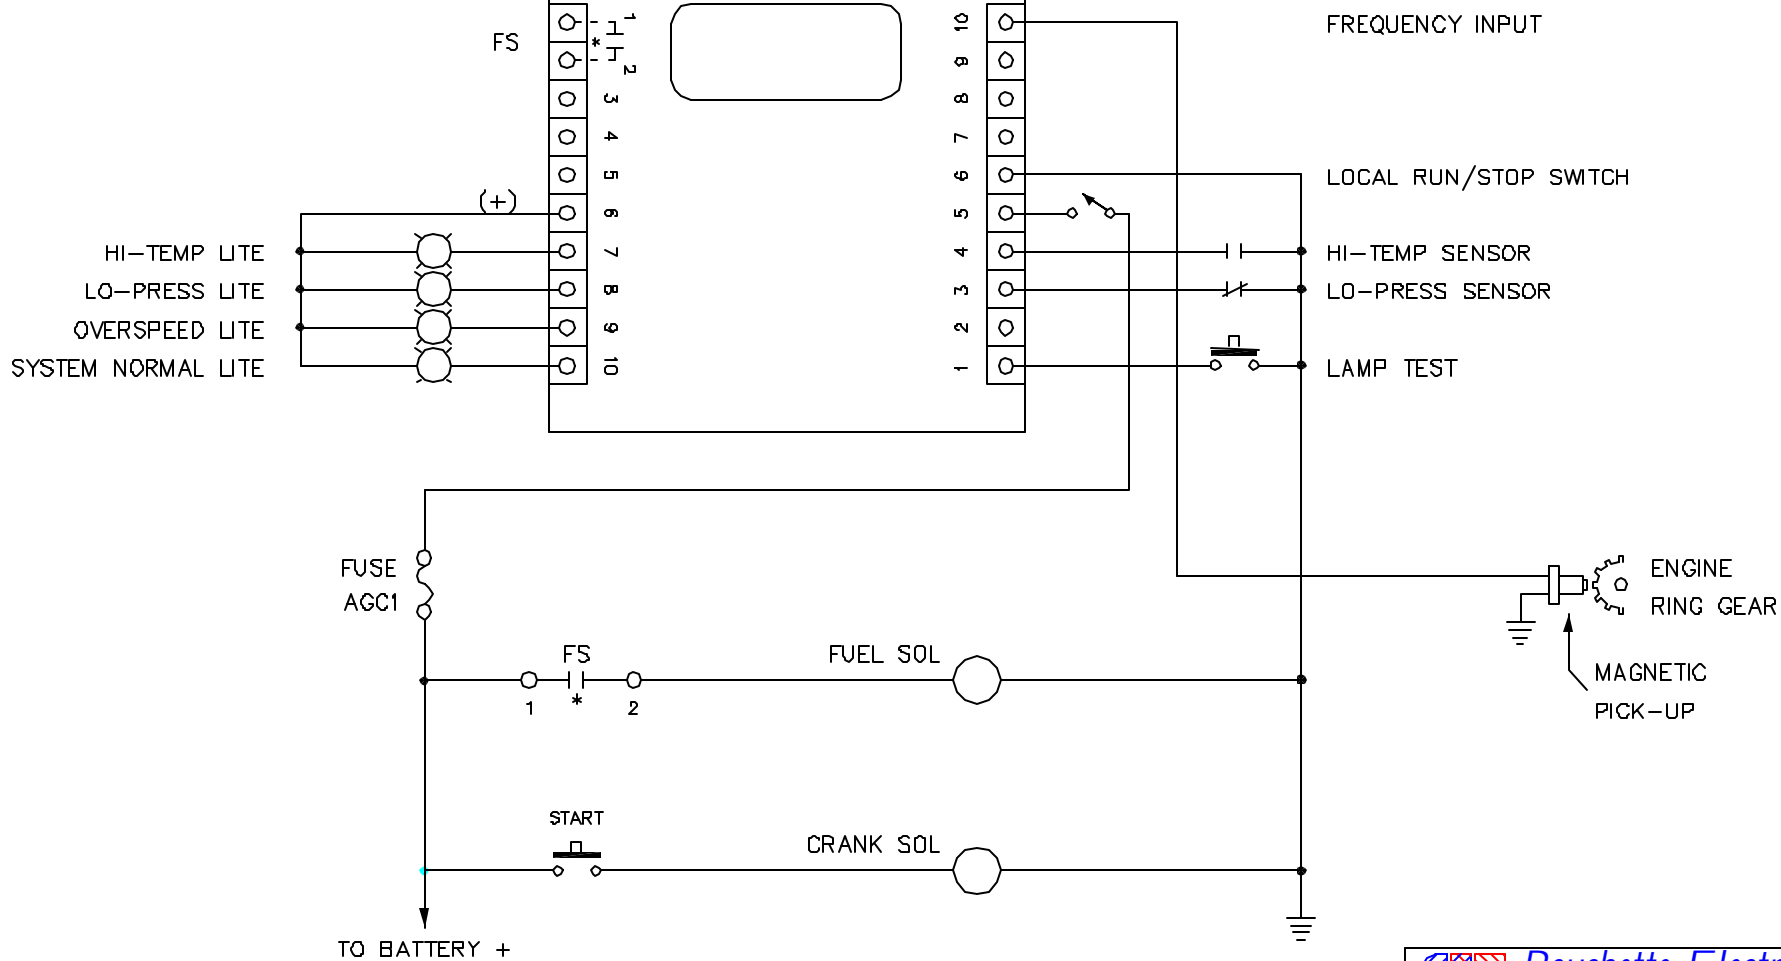 FS
1
*
2
3
4
5
6
7
8
9
10
10
9
8
7
6
5
4
3
2
1
FREQUENCY INPUT
LOCAL RUN/STOP SWITCH
(+)
HI-TEMP LITE
HI-TEMP SENSOR
LO-PRESS LITE
LO-PRESS SENSOR
OVERSPEED LITE
SYSTEM NORMAL LITE
LAMP TEST
FUSE
AGC1
ENGINE
RING GEAR
FS
*
1
2
FUEL SOL
MAGNETIC
PICK-UP
START
CRANK SOL
TO BATTERY +